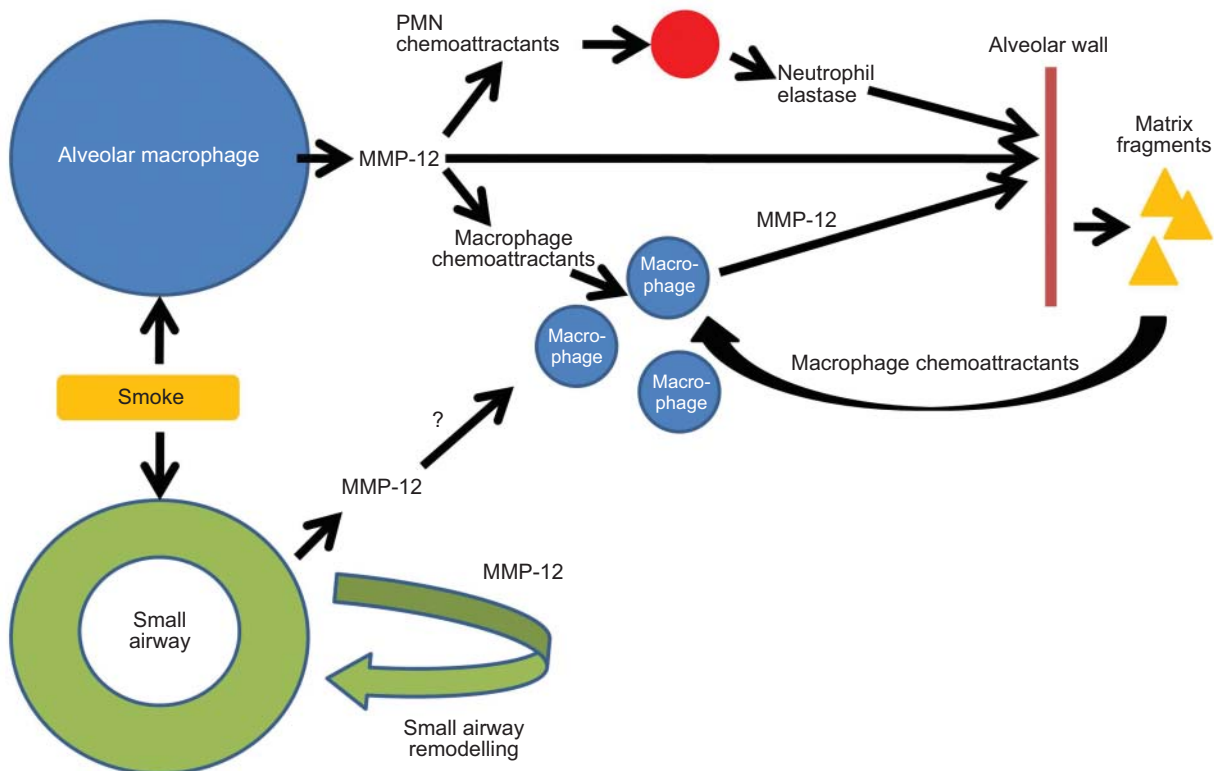 PMN
chemoattractants
Neutrophil
elastase
Alveolar wall
Matrix
fragments
Alveolar macrophage
MMP-12
Macrophage
chemoattractants
MMP-12
Macro-
phage
Macro-
phage
Macro-
phage
Macrophage chemoattractants
Smoke
?
MMP-12
MMP-12
Small
airway
Small airway
remodelling